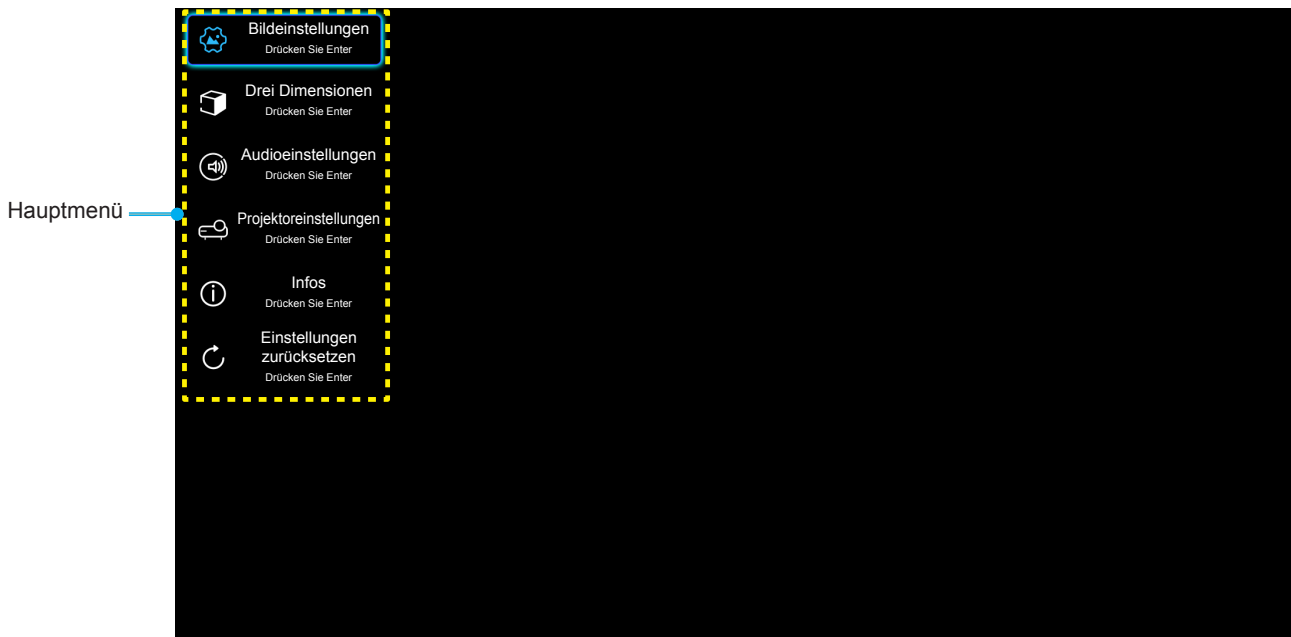 Bildeinstellungen
Drücken Sie Enter
Drei Dimensionen
Drücken Sie Enter
Audioeinstellungen
Drücken Sie Enter
Hauptmenü
Projektoreinstellungen
Drücken Sie Enter
Infos
Drücken Sie Enter
Einstellungen
zurücksetzen
Drücken Sie Enter